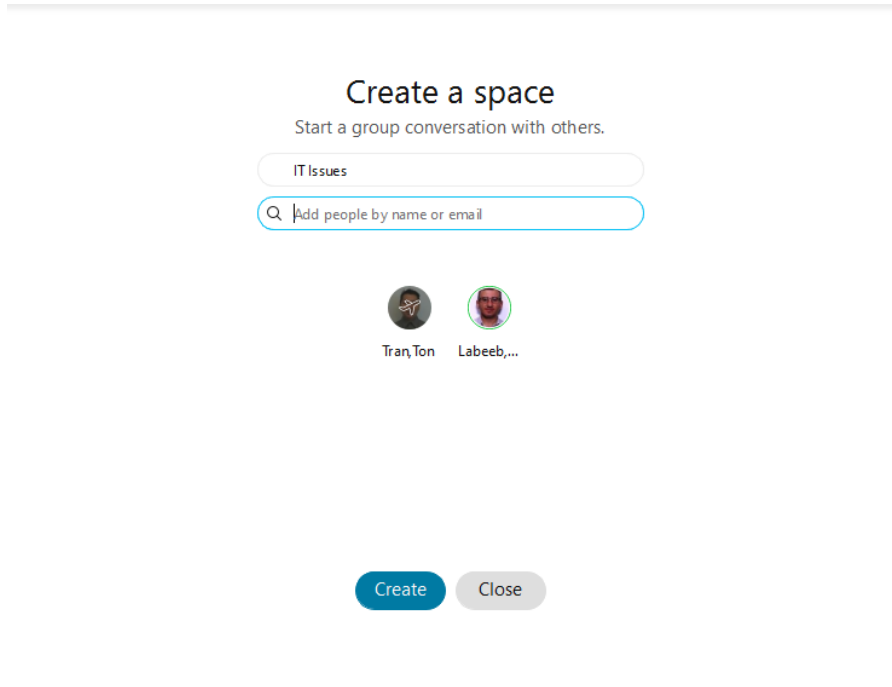 Create a space
Start a group conversation with others.
IT Issues
Add people by name or email
Tran,Ton Labeeb,...
Create Close